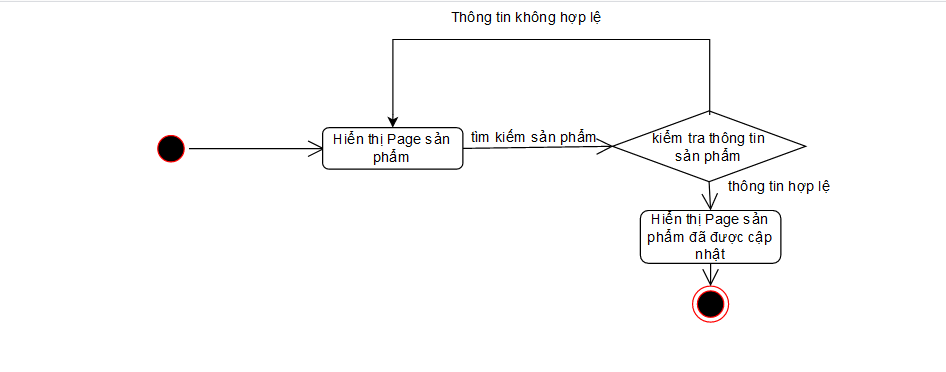 Thông tin không hợp lệ
Hiển thị Page sản
phẩm
tìm kiếm sản phẩm
kiểm tra thông tin
sản phẩm
thông tin hợp lệ
Hiển thị Page sản
phẩm đã được cập
nhật